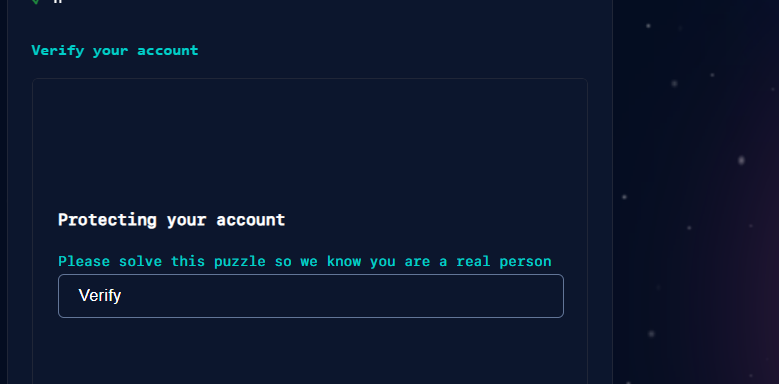 Verify your account
Protecting your account
Please solve this puzzle so we know you are a real person
Verify